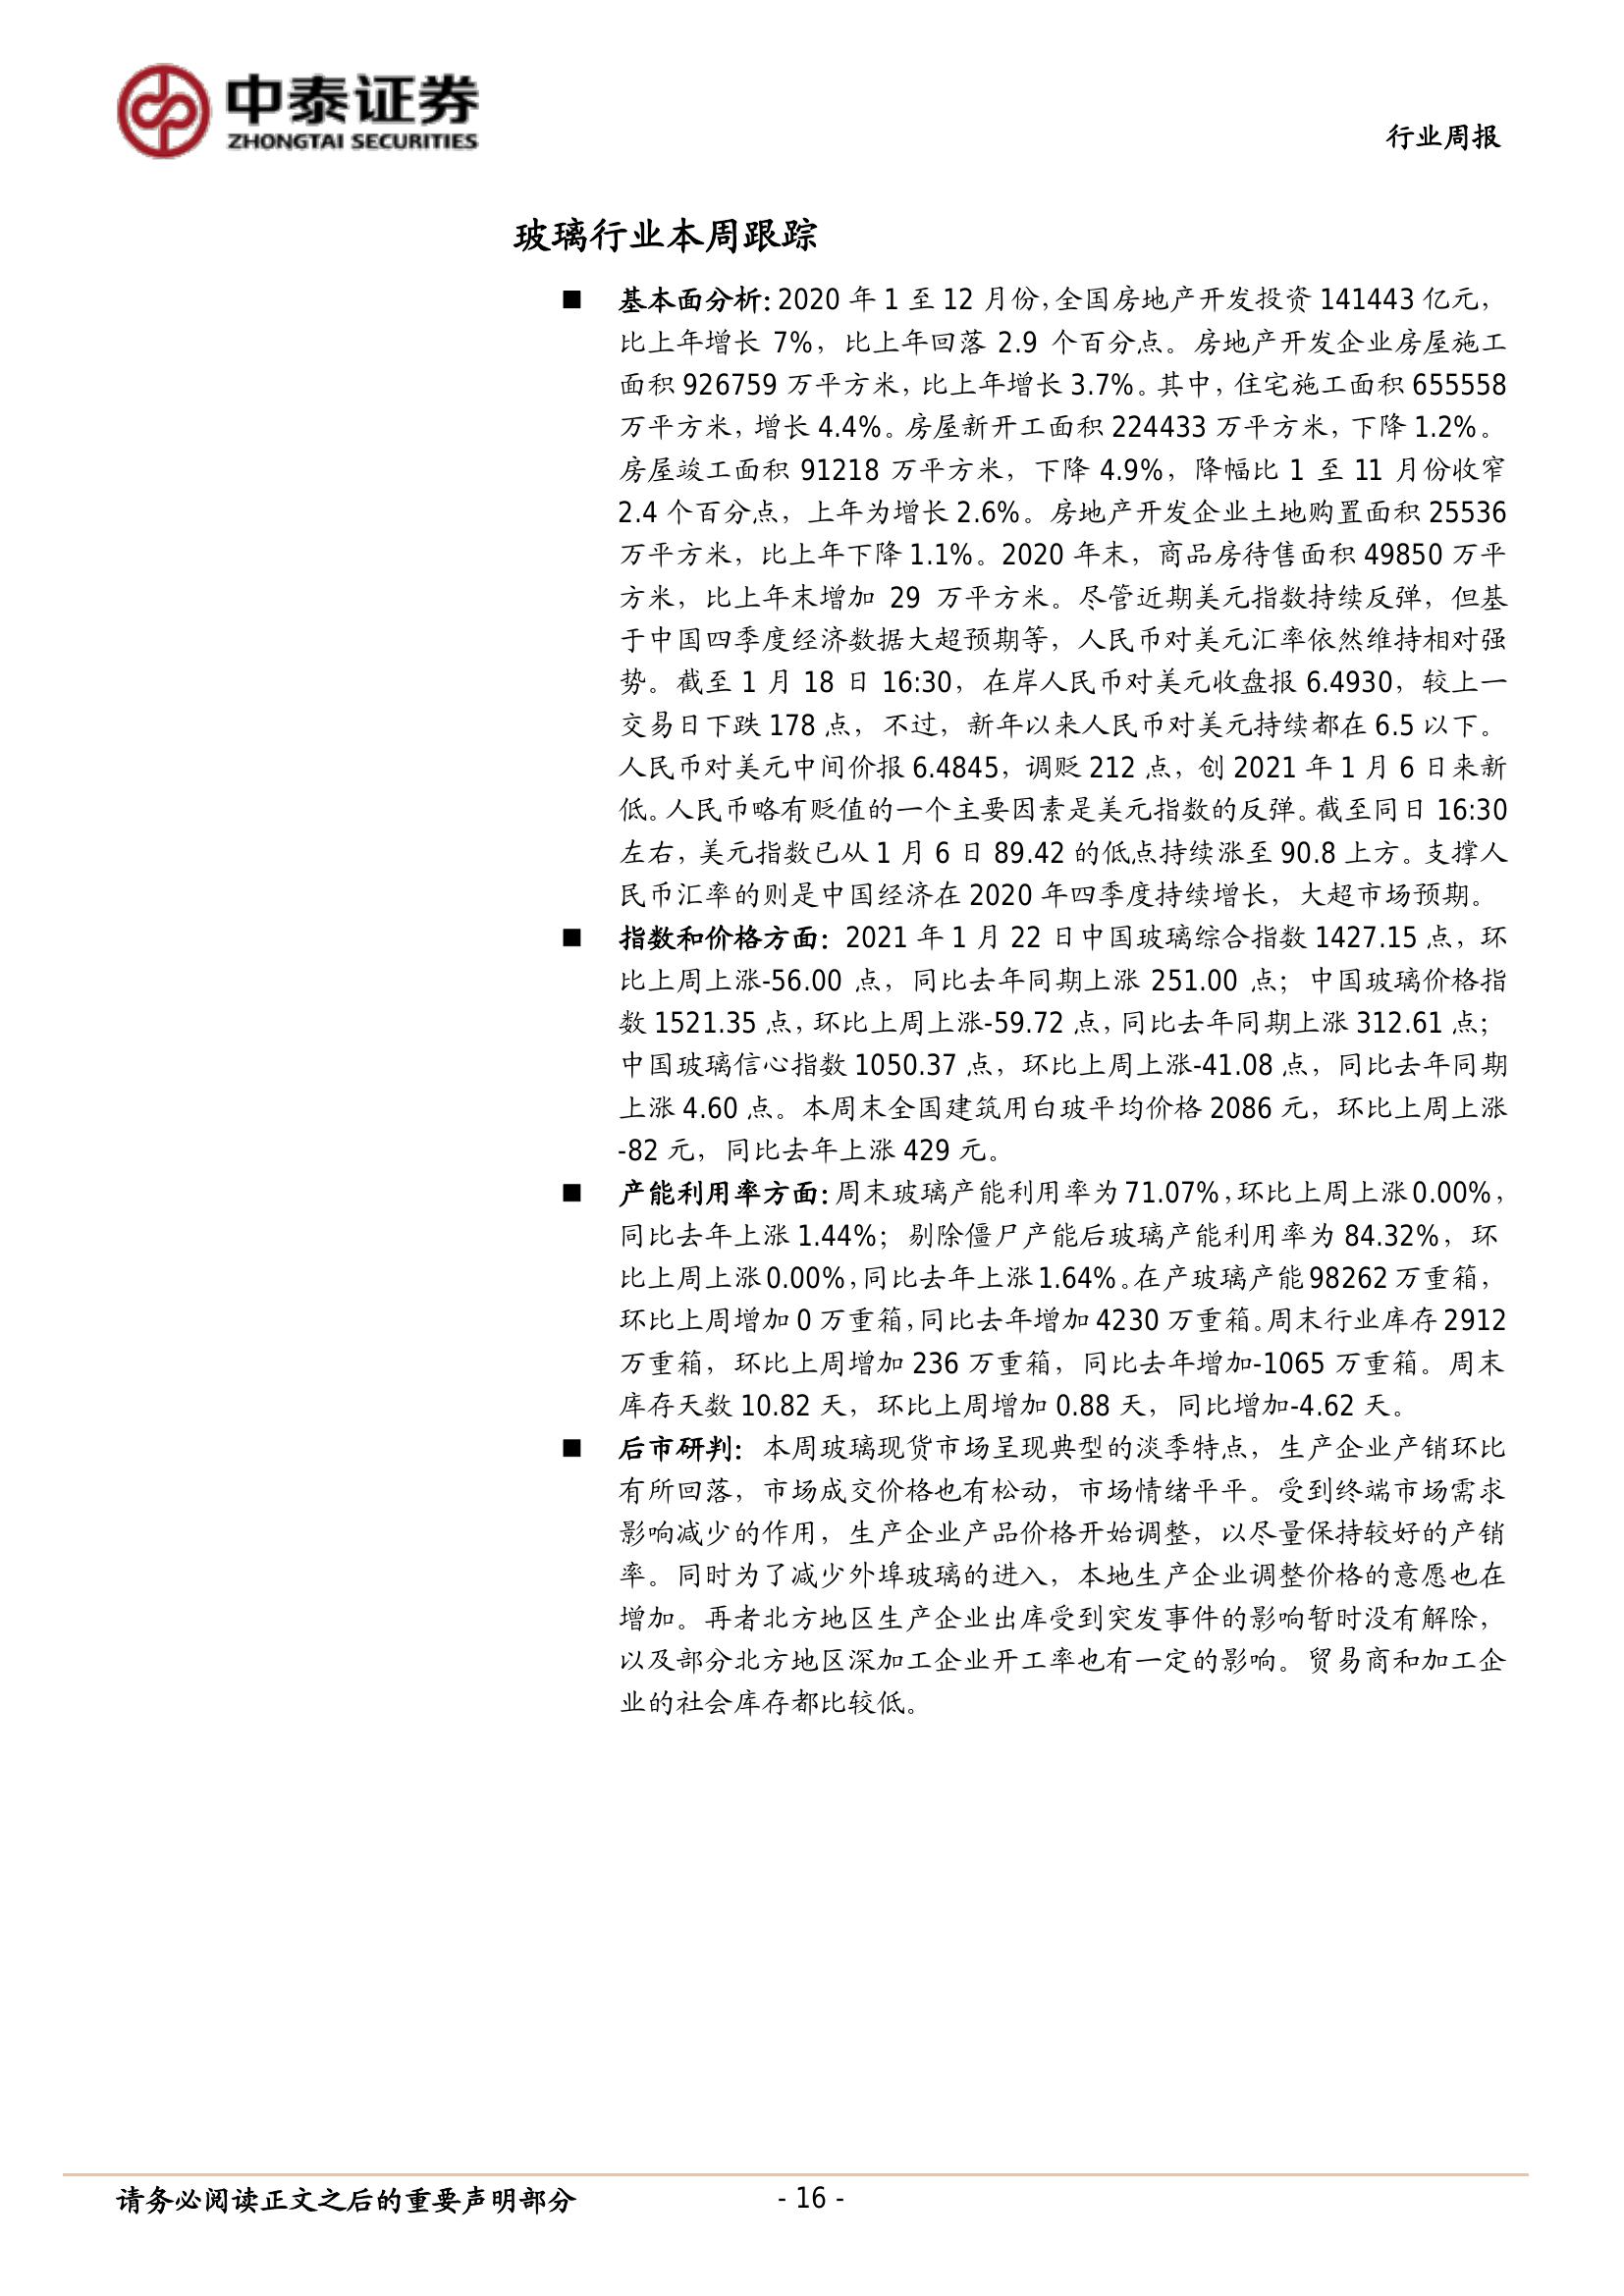 中泰证券
ZHONGTAI SECURITIES
行业周报
玻璃行业本周跟踪
■ 基本面分析：2020 年 1 至 12 月份，全国房地产开发投资 141443 亿元，
比上年增长 7%，比上年回落 2.9 个百分点。房地产开发企业房屋施工
面积 926759 万平方米，比上年增长 3.7%。其中，住宅施工面积 655558
万平方米，增长 4.4%。房屋新开工面积 224433 万平方米，下降 1.2%。
房屋竣工面积 91218 万平方米，下降 4.9%，降幅比 1 至 11 月份收窄
2.4 个百分点，上年为增长 2.6%。房地产开发企业土地购置面积 25536
万平方米，比上年下降 1.1%。2020 年末，商品房待售面积 49850 万平
方米，比上年末增加 29 万平方米。尽管近期美元指数持续反弹，但基
于中国四季度经济数据大超预期等，人民币对美元汇率依然维持相对强
势。截至 1 月 18 日 16:30，在岸人民币对美元收盘报 6.4930，较上一
交易日下跌 178 点，不过，新年以来人民币对美元持续都在 6.5 以下。
人民币对美元中间价报 6.4845，调贬 212 点，创 2021 年 1 月 6 日来新
低。人民币略有贬值的一个主要因素是美元指数的反弹。截至同日 16:30
左右，美元指数已从 1 月 6 日 89.42 的低点持续涨至 90.8 上方。支撑人
民币汇率的则是中国经济在 2020 年四季度持续增长，大超市场预期。
■ 指数和价格方面：2021 年 1 月 22 日中国玻璃综合指数 1427.15 点，环
比上周上涨-56.00 点，同比去年同期上涨 251.00 点；中国玻璃价格指
数 1521.35 点，环比上周上涨-59.72 点，同比去年同期上涨 312.61 点；
中国玻璃信心指数 1050.37 点，环比上周上涨-41.08 点，同比去年同期
上涨 4.60 点。本周末全国建筑用白玻平均价格 2086 元，环比上周上涨
-82 元，同比去年上涨 429 元。
■ 产能利用率方面：周末玻璃产能利用率为 71.07%，环比上周上涨 0.00%，
同比去年上涨 1.44%；剔除僵尸产能后玻璃产能利用率为 84.32%，环
比上周上涨 0.00%，同比去年上涨 1.64%。在产玻璃产能 98262 万重箱，
环比上周增加 0 万重箱，同比去年增加 4230 万重箱。周末行业库存 2912
万重箱，环比上周增加 236 万重箱，同比去年增加-1065 万重箱。周末
库存天数 10.82 天，环比上周增加 0.88 天，同比增加-4.62 天。
■ 后市研判：本周玻璃现货市场呈现典型的淡季特点，生产企业产销环比
有所回落，市场成交价格也有松动，市场情绪平平。受到终端市场需求
影响减少的作用，生产企业产品价格开始调整，以尽量保持较好的产销
率。同时为了减少外埠玻璃的进入，本地生产企业调整价格的意愿也在
增加。再者北方地区生产企业出库受到突发事件的影响暂时没有解除，
以及部分北方地区深加工企业开工率也有一定的影响。贸易商和加工企
业的社会库存都比较低。
请务必阅读正文之后的重要声明部分
- 16 -